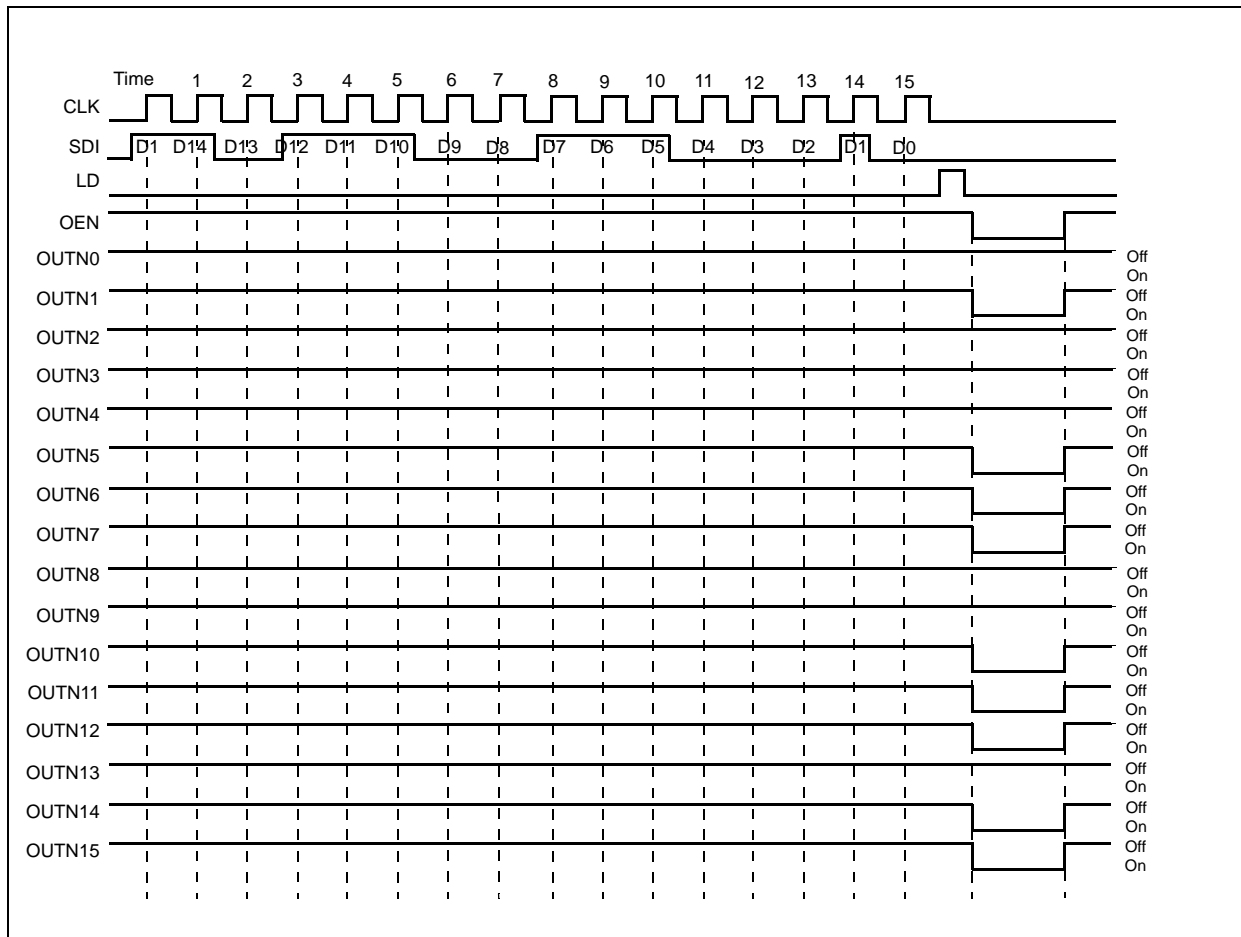 Time 1 2 3 4 5 6 7 8 9 10 11 12 13 14 15
CLK
SDI D1 D14 D13 D12 D11 D10 D9 D8 D7 D6 D5 D4 D3 D2 D1 D0
LD
OEN
OUTN0 Off
On
OUTN1 Off
On
OUTN2 Off
On
OUTN3 Off
On
OUTN4 Off
On
OUTN5 Off
On
OUTN6 Off
On
OUTN7 Off
On
OUTN8 Off
On
OUTN9 Off
On
OUTN10 Off
On
OUTN11 Off
On
OUTN12 Off
On
OUTN13 Off
On
OUTN14 Off
On
OUTN15 Off
On